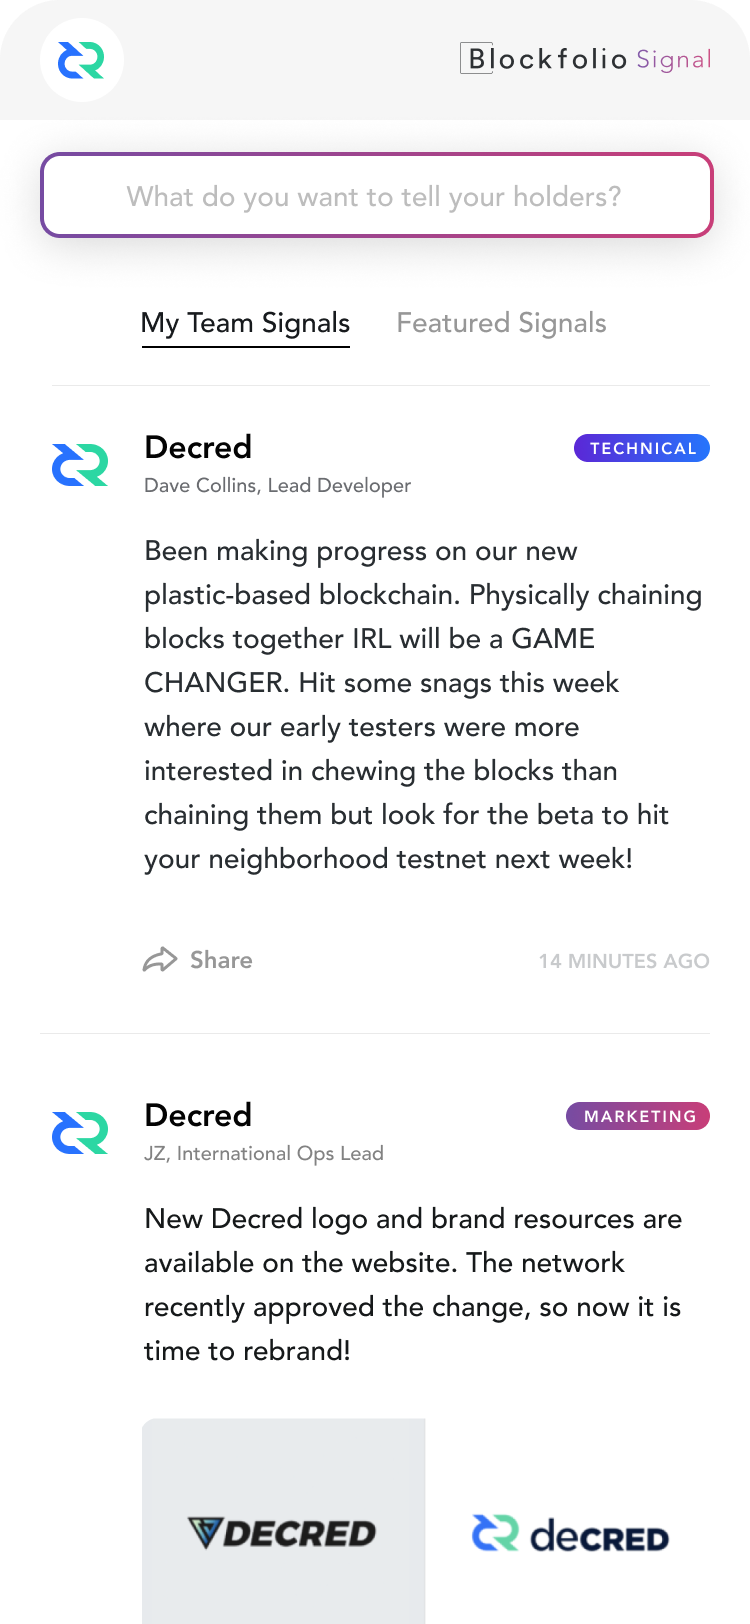 Blockfolio Signal
What do you want to tell your holders?
My Team Signals Featured Signals
Decred TECHNICAL
Dave Collins, Lead Developer
Been making progress on our new
plastic-based blockchain. Physically chaining
blocks together IRL will be a GAME
CHANGER. Hit some snags this week
where our early testers were more
interested in chewing the blocks than
chaining them but look for the beta to hit
your neighborhood testnet next week!
Share 14 MINUTES AGO
Decred MARKETING
JZ, International Ops Lead
New Decred logo and brand resources are
available on the website. The network
recently approved the change, so now it is
time to rebrand!
DECRED deCRED